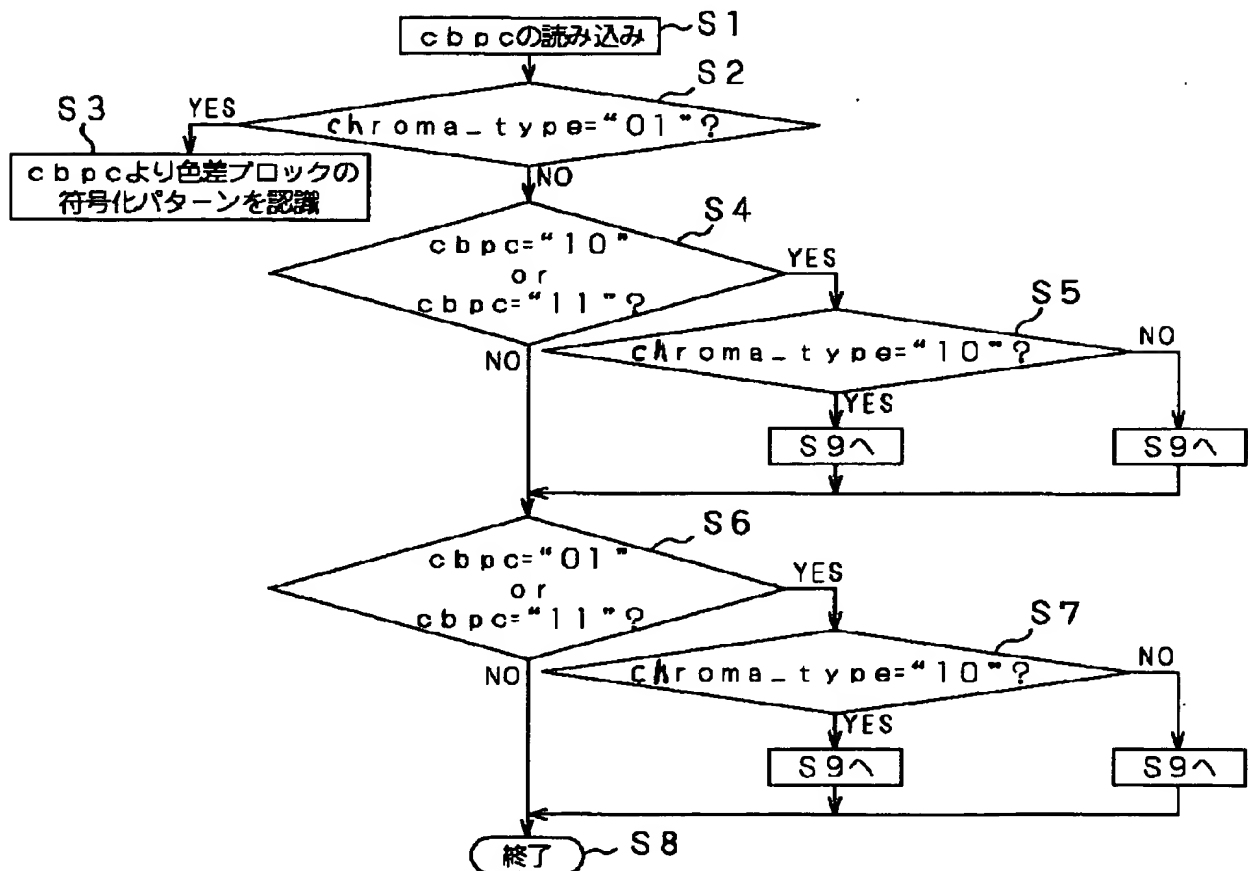 cbpcの読み込み
S1
S2
chroma_type="01"?
YES
S3
cbpcより色差ブロックの
符号化パターンを認識
NO
S4
cbpc="10"
or
cbpc="11"?
YES
NO
S5
chroma_type="10"?
NO
YES
S9へ
S9へ
S6
cbpc="01"
or
cbpc="11"?
YES
NO
S7
chroma_type="10"?
NO
YES
S9へ
S9へ
終了
S8